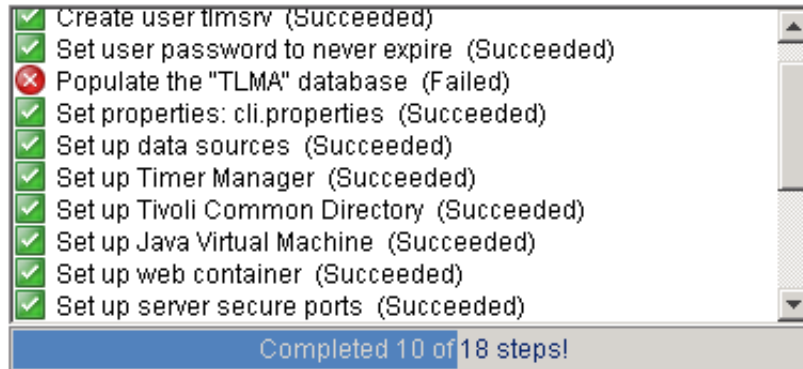 Create user tlmsrv (Succeeded)
Set user password to never expire (Succeeded)
Populate the "TLMA" database (Failed)
Set properties: cli.properties (Succeeded)
Set up data sources (Succeeded)
Set up Timer Manager (Succeeded)
Set up Tivoli Common Directory (Succeeded)
Set up Java Virtual Machine (Succeeded)
Set up web container (Succeeded)
Set up server secure ports (Succeeded)
Completed 10 of 18 steps!